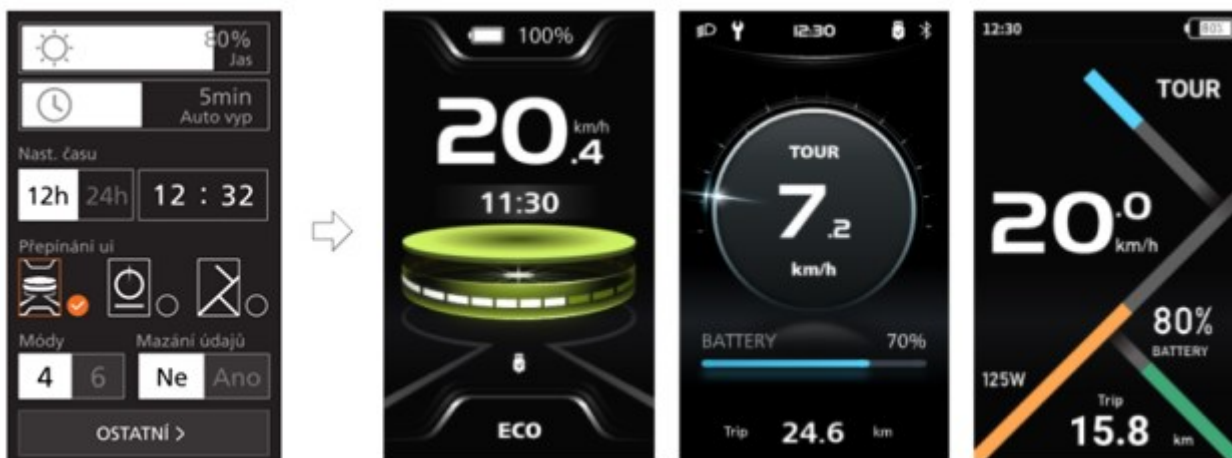 80%
Jas
5min
Auto vyp
Nast. času
12h 24h 12 : 32
Přepínání ui
Módy Mazání údajů
4 6 Ne Ano
OSTATNÍ >
100%
20.4 km/h
11:30
ECO
12:30
TOUR
7.2
km/h
BATTERY 70%
Trip 24.6 km
12:30 80%
TOUR
20.0
km/h
80%
BATTERY
125W
Trip
15.8 km